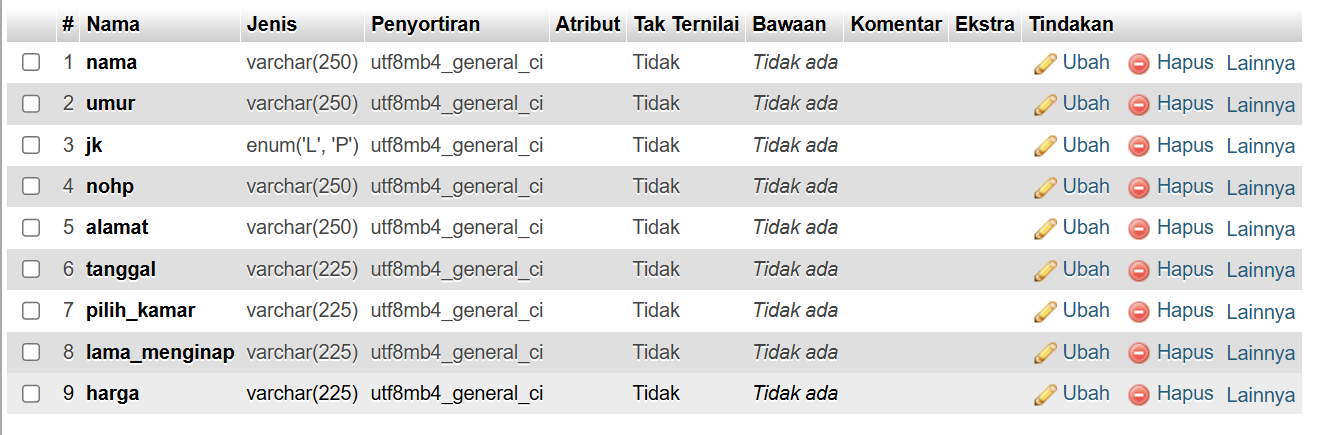 # Nama Jenis Penyortiran Atribut Tak Ternilai Bawaan Komentar Ekstra Tindakan
1 nama varchar(250) utf8mb4_general_ci Tidak Tidak ada Ubah Hapus Lainnya
2 umur varchar(250) utf8mb4_general_ci Tidak Tidak ada Ubah Hapus Lainnya
3 jk enum('L', 'P') utf8mb4_general_ci Tidak Tidak ada Ubah Hapus Lainnya
4 nohp varchar(250) utf8mb4_general_ci Tidak Tidak ada Ubah Hapus Lainnya
5 alamat varchar(250) utf8mb4_general_ci Tidak Tidak ada Ubah Hapus Lainnya
6 tanggal varchar(225) utf8mb4_general_ci Tidak Tidak ada Ubah Hapus Lainnya
7 pilih_kamar varchar(225) utf8mb4_general_ci Tidak Tidak ada Ubah Hapus Lainnya
8 lama_menginap varchar(225) utf8mb4_general_ci Tidak Tidak ada Ubah Hapus Lainnya
9 harga varchar(225) utf8mb4_general_ci Tidak Tidak ada Ubah Hapus Lainnya